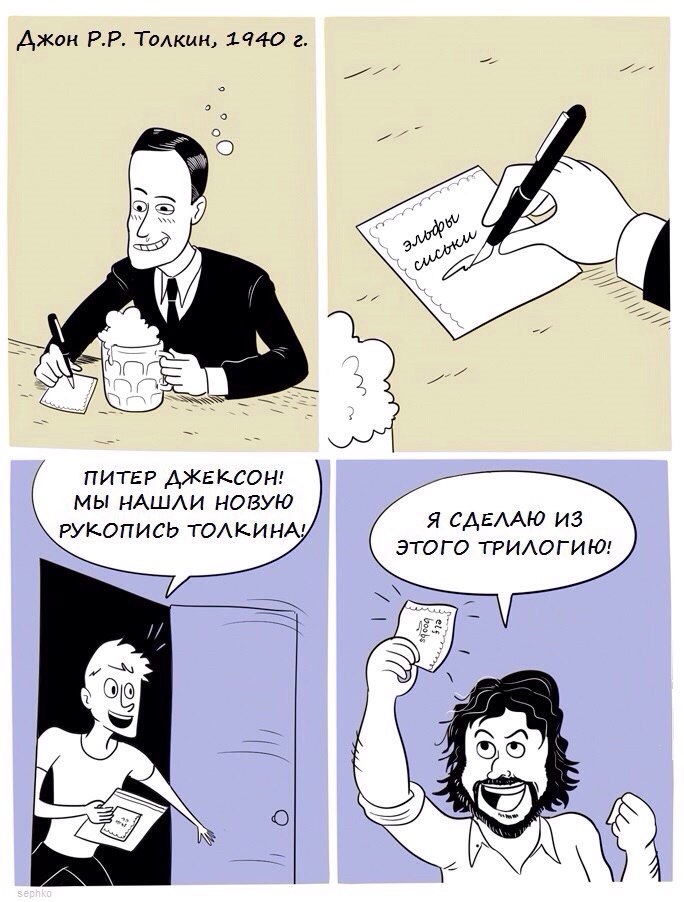 Джон Р.Р. Толкин, 1940 г.
эльфы
сиськи
ПИТЕР ДЖЕКСОН!
МЫ НАШЛИ НОВУЮ
РУКОПИСЬ ТОЛКИНА!
Я СДЕЛАЮ ИЗ
ЭТОГО ТРИЛОГИЮ!
elf
boobs
sephko